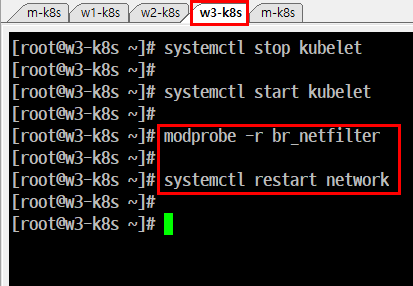 m-k8s w1-k8s w2-k8s w3-k8s m-k8s
[root@w3-k8s ~]# systemctl stop kubelet
[root@w3-k8s ~]#
[root@w3-k8s ~]# systemctl start kubelet
[root@w3-k8s ~]#
[root@w3-k8s ~]# modprobe -r br_netfilter
[root@w3-k8s ~]#
[root@w3-k8s ~]# systemctl restart network
[root@w3-k8s ~]#
[root@w3-k8s ~]#